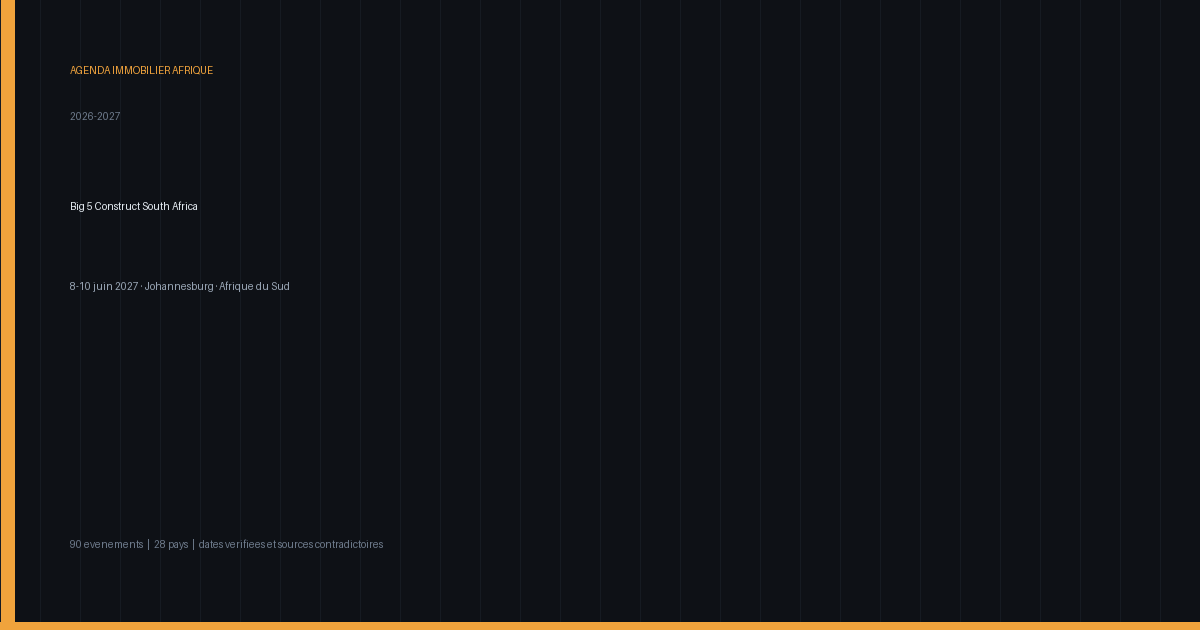 AGENDA IMMOBILIER AFRIQUE
2026-2027
Big 5 Construct South Africa
8-10 juin 2027 · Johannesburg · Afrique du Sud
90 evenements | 28 pays | dates verifiees et sources contradictoires